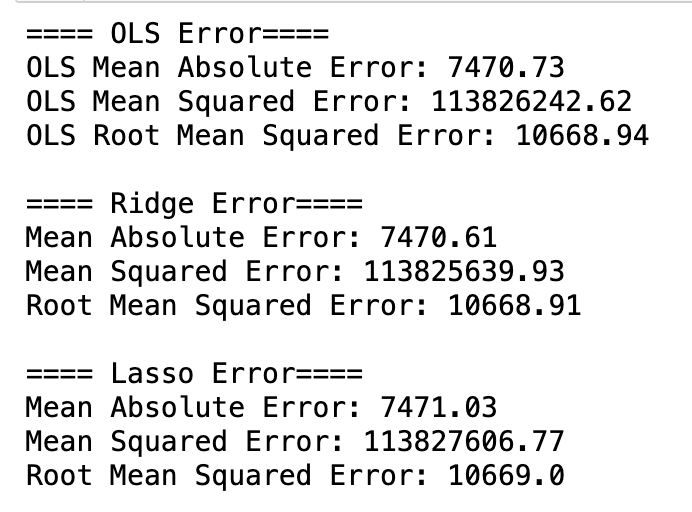 ==== OLS Error====
OLS Mean Absolute Error: 7470.73
OLS Mean Squared Error: 113826242.62
OLS Root Mean Squared Error: 10668.94
==== Ridge Error====
Mean Absolute Error: 7470.61
Mean Squared Error: 113825639.93
Root Mean Squared Error: 10668.91
==== Lasso Error====
Mean Absolute Error: 7471.03
Mean Squared Error: 113827606.77
Root Mean Squared Error: 10669.0